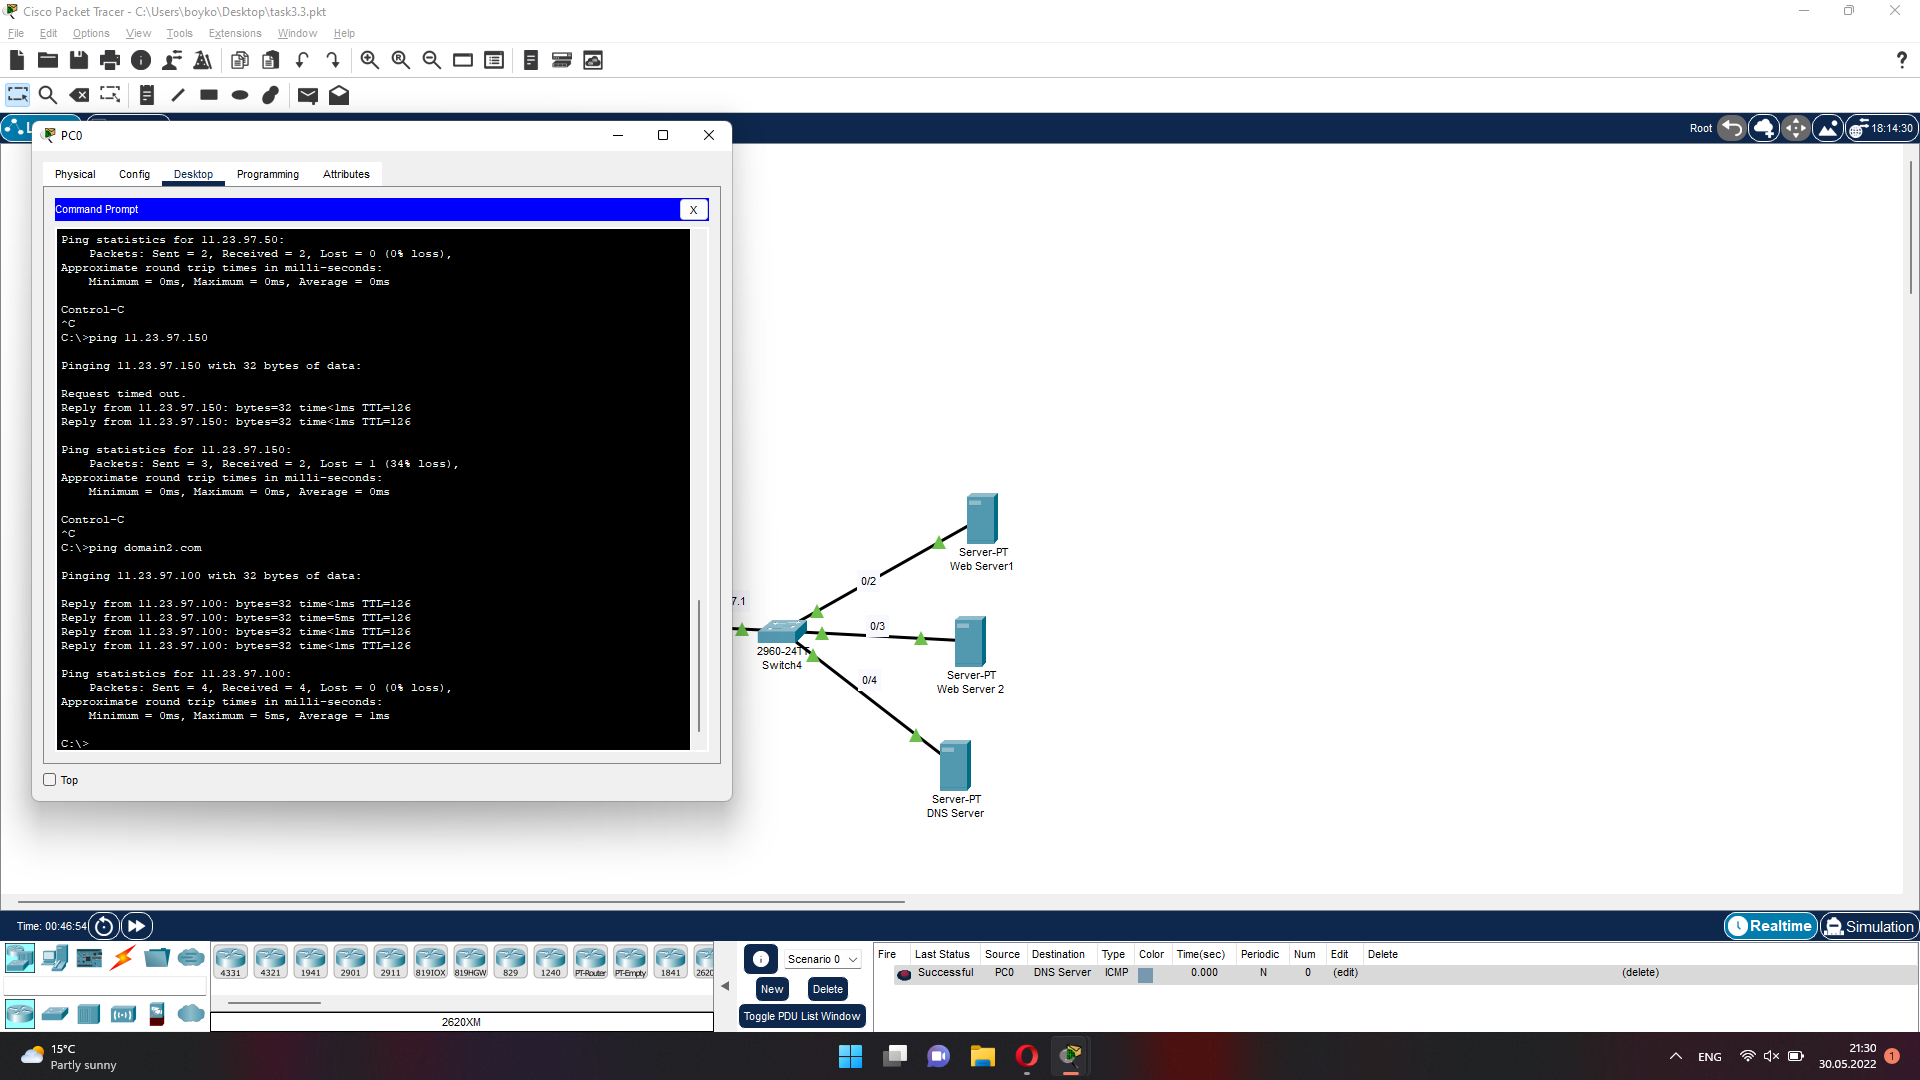 Cisco Packet Tracer - C:\Users\boyko\Desktop\task3.3.pkt
File Edit Options View Tools Extensions Window Help
Root 18:14:30
PC0
Physical Config Desktop Programming Attributes
Command Prompt X
Ping statistics for 11.23.97.50:
Packets: Sent = 2, Received = 2, Lost = 0 (0% loss),
Approximate round trip times in milli-seconds:
Minimum = 0ms, Maximum = 0ms, Average = 0ms
Control-C
^C
C:\>ping 11.23.97.150
Pinging 11.23.97.150 with 32 bytes of data:
Request timed out.
Reply from 11.23.97.150: bytes=32 time<1ms TTL=126
Reply from 11.23.97.150: bytes=32 time<1ms TTL=126
Ping statistics for 11.23.97.150:
Packets: Sent = 3, Received = 2, Lost = 1 (34% loss),
Approximate round trip times in milli-seconds:
Minimum = 0ms, Maximum = 0ms, Average = 0ms
Control-C
^C
C:\>ping domain2.com
Pinging 11.23.97.100 with 32 bytes of data:
Reply from 11.23.97.100: bytes=32 time<1ms TTL=126
Reply from 11.23.97.100: bytes=32 time=5ms TTL=126
Reply from 11.23.97.100: bytes=32 time<1ms TTL=126
Reply from 11.23.97.100: bytes=32 time<1ms TTL=126
Ping statistics for 11.23.97.100:
Packets: Sent = 4, Received = 4, Lost = 0 (0% loss),
Approximate round trip times in milli-seconds:
Minimum = 0ms, Maximum = 5ms, Average = 1ms
C:\>
Top
7.1
0/2
0/3
0/4
2960-24TT
Switch4
Server-PT
Web Server1
Server-PT
Web Server 2
Server-PT
DNS Server
Time: 00:46:54
Realtime Simulation
4331 4321 1941 2901 2911 819IOX 819HGW 829 1240 PT-Router PT-Empty 1841 2620
2620XM
Scenario 0
New Delete
Toggle PDU List Window
Fire Last Status Source Destination Type Color Time(sec) Periodic Num Edit Delete
Successful PC0 DNS Server ICMP 0.000 N 0 (edit) (delete)
15°C
Partly sunny
ENG
21:30
30.05.2022
1